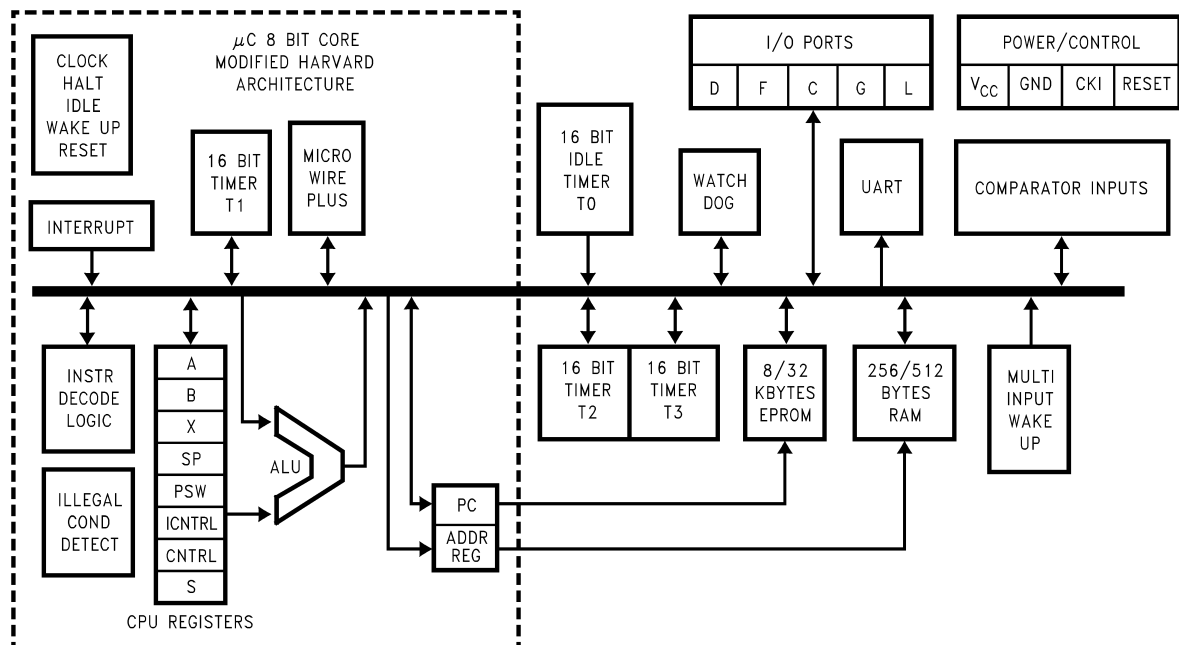 μC 8 BIT CORE
MODIFIED HARVARD
ARCHITECTURE
CLOCK
HALT
IDLE
WAKE UP
RESET
INTERRUPT
16 BIT
TIMER
T1
MICRO
WIRE
PLUS
16 BIT
IDLE
TIMER
T0
I/O PORTS
D F C G L
POWER/CONTROL
VCC GND CKI RESET
WATCH
DOG
UART
COMPARATOR INPUTS
INSTR
DECODE
LOGIC
ILLEGAL
COND
DETECT
A
B
X
SP
PSW
ICNTRL
CNTRL
S
CPU REGISTERS
ALU
PC
ADDR
REG
16 BIT
TIMER
T2
16 BIT
TIMER
T3
8/32
KBYTES
EPROM
256/512
BYTES
RAM
MULTI
INPUT
WAKE
UP